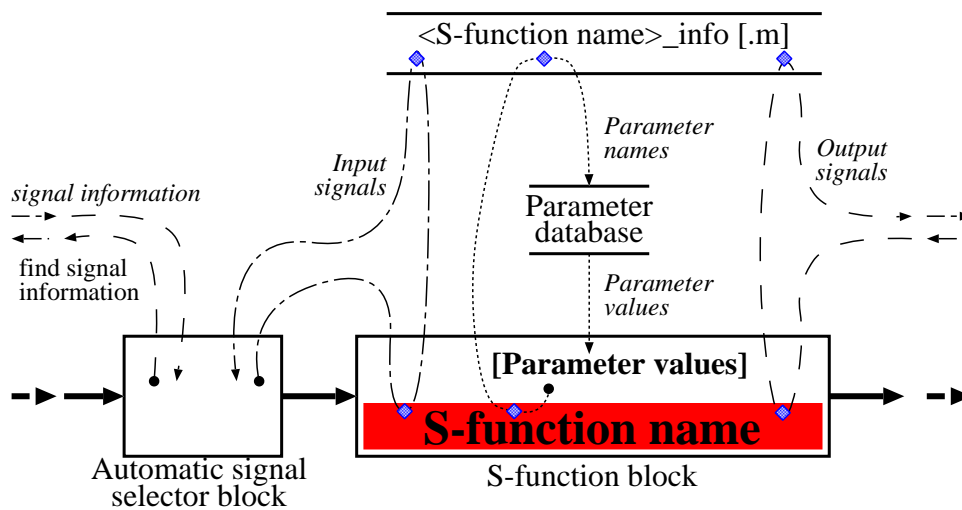 <S-function name>_info [.m]
Parameter
names
Input
signals
Output
signals
signal information
Parameter
database
find signal
information
Parameter
values
[Parameter values]
S-function name
Automatic signal
selector block
S-function block